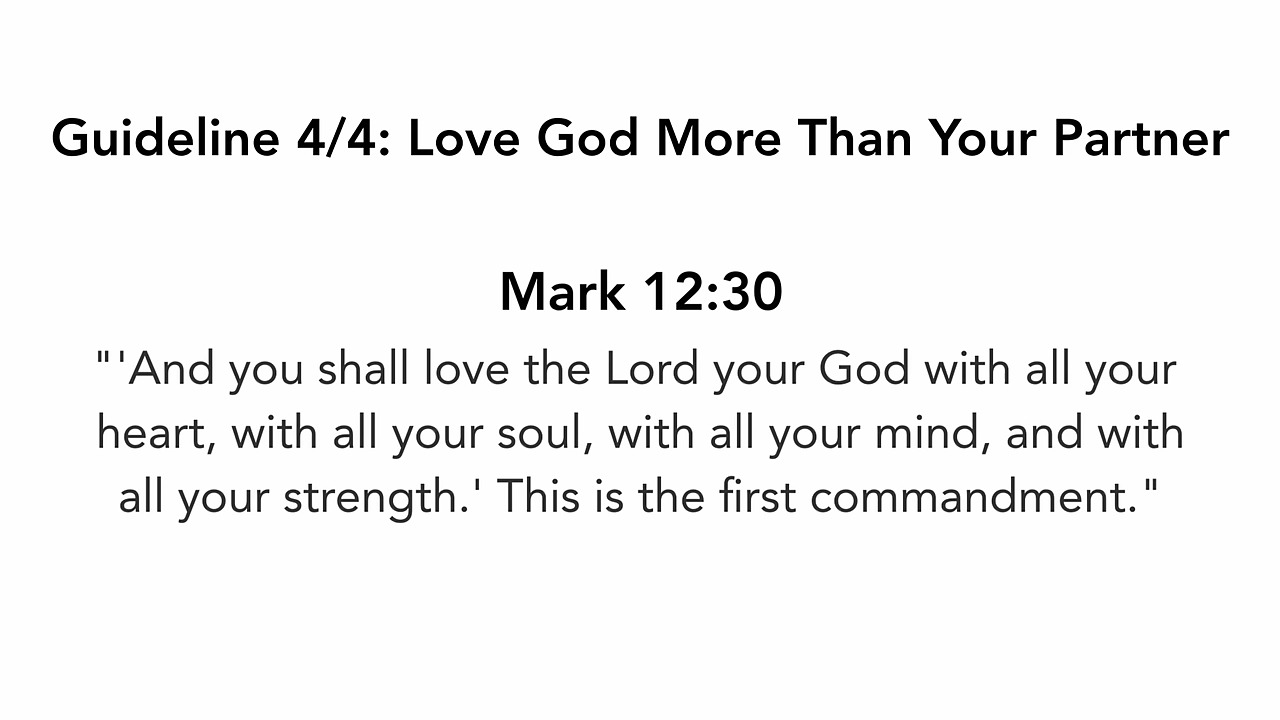 Guideline 4/4: Love God More Than Your Partner
Mark 12:30
"'And you shall love the Lord your God with all your
heart, with all your soul, with all your mind, and with
all your strength.' This is the first commandment."